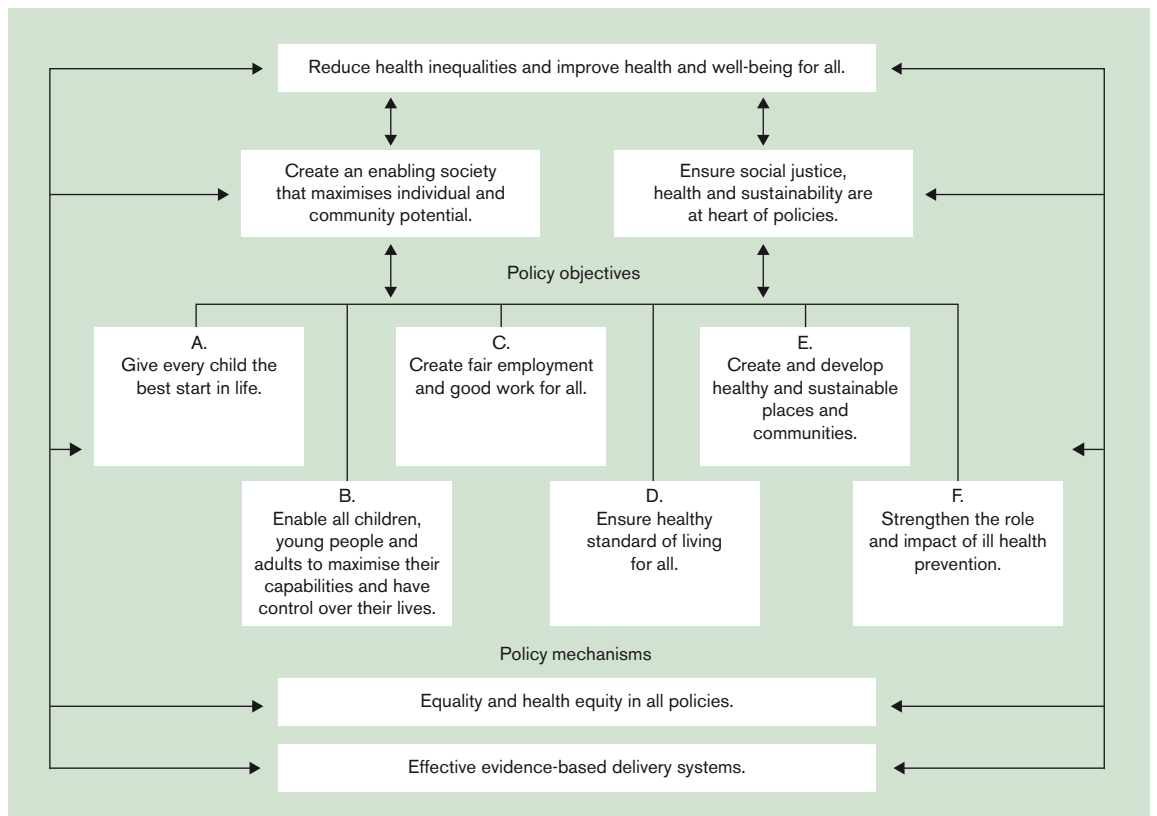 Reduce health inequalities and improve health and well-being for all.
Create an enabling society
that maximises individual and
community potential.
Ensure social justice,
health and sustainability are
at heart of policies.
Policy objectives
A.
Give every child the
best start in life.
B.
Enable all children,
young people and
adults to maximise their
capabilities and have
control over their lives.
C.
Create fair employment
and good work for all.
D.
Ensure healthy
standard of living
for all.
E.
Create and develop
healthy and sustainable
places and
communities.
F.
Strengthen the role
and impact of ill health
prevention.
Policy mechanisms
Equality and health equity in all policies.
Effective evidence-based delivery systems.